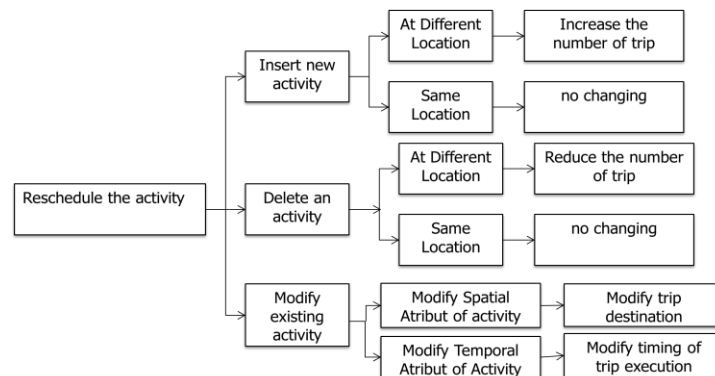 At Different
Location
Increase the
number of trip
Insert new
activity
Same
Location
no changing
At Different
Location
Reduce the number
of trip
Reschedule the activity
Delete an
activity
Same
Location
no changing
Modify
existing
activity
Modify Spatial
Atribut of activity
Modify trip
destination
Modify Temporal
Atribut of Activity
Modify timing of
trip execution